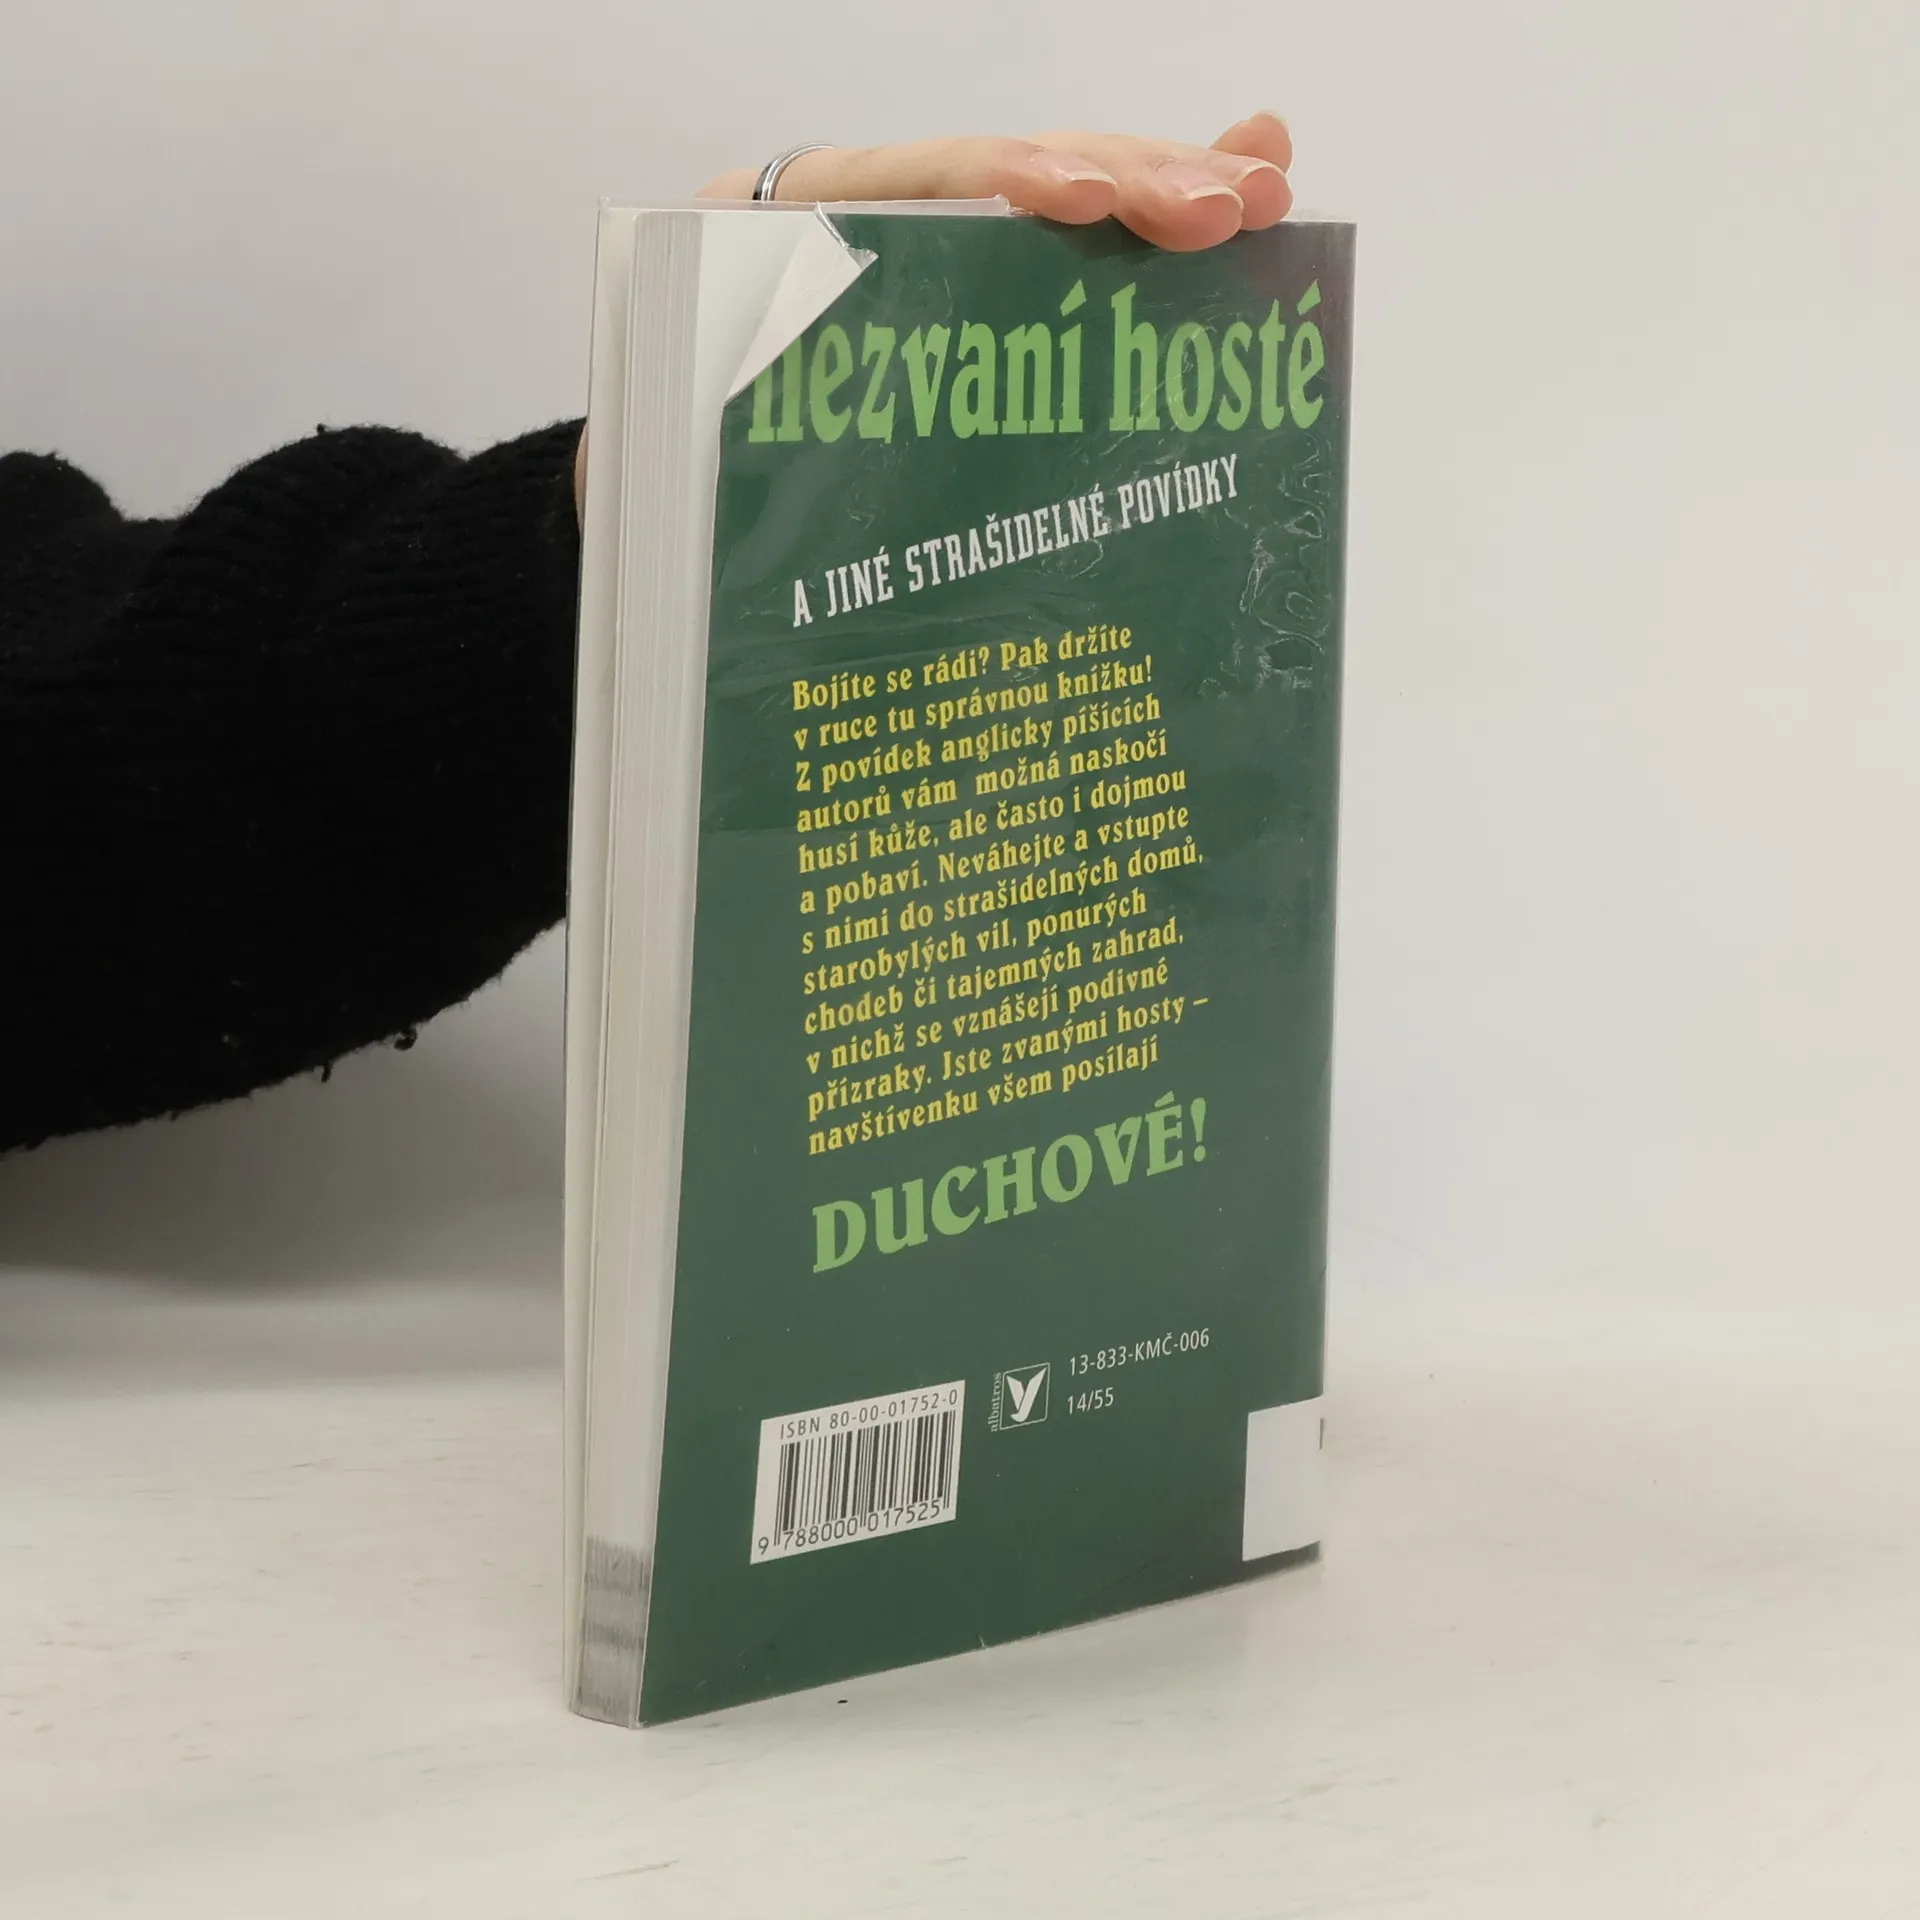 nezvaní hosté
A JINÉ STRAŠIDELNÉ POVÍDKY
Bojíte se rádi? Pak držíte
v ruce tu správnou knížku!
Z povídek anglicky píšících
autorů vám možná naskočí
husí kůže, ale často i dojmou
a pobaví. Neváhejte a vstupte
s nimi do strašidelných domů,
starobylých vil, ponurých
chodeb či tajemných zahrad,
v nichž se vznášejí podivné
přízraky. Jste zvanými hosty –
navštívenku všem posílají
DUCHOVÉ!
albatros
13-833-KMČ-006
14/55
ISBN 80-00-01752-0
9 788000 017525